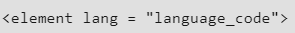 <element lang = "language_code">